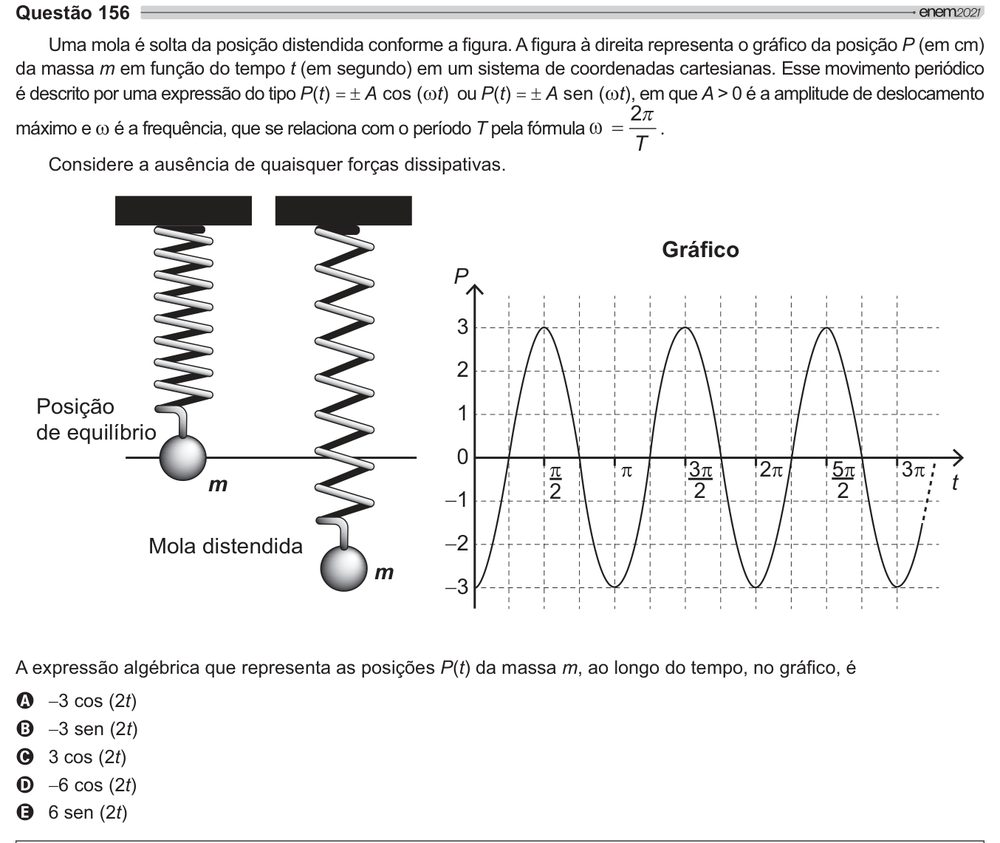 Questão 156
enem2021
Uma mola é solta da posição distendida conforme a figura. A figura à direita representa o gráfico da posição P (em cm)
da massa m em função do tempo t (em segundo) em um sistema de coordenadas cartesianas. Esse movimento periódico
é descrito por uma expressão do tipo P(t) = ± A cos (ωt) ou P(t) = ± A sen (ωt), em que A > 0 é a amplitude de deslocamento
máximo e ω é a frequência, que se relaciona com o período T pela fórmula ω = 2π/T.
Considere a ausência de quaisquer forças dissipativas.
Posição
de equilíbrio
m
Mola distendida
m
Gráfico
P
3
2
1
0
–1
–2
–3
π/2
π
3π/2
2π
5π/2
3π
t
A expressão algébrica que representa as posições P(t) da massa m, ao longo do tempo, no gráfico, é
A –3 cos (2t)
B –3 sen (2t)
C 3 cos (2t)
D –6 cos (2t)
E 6 sen (2t)